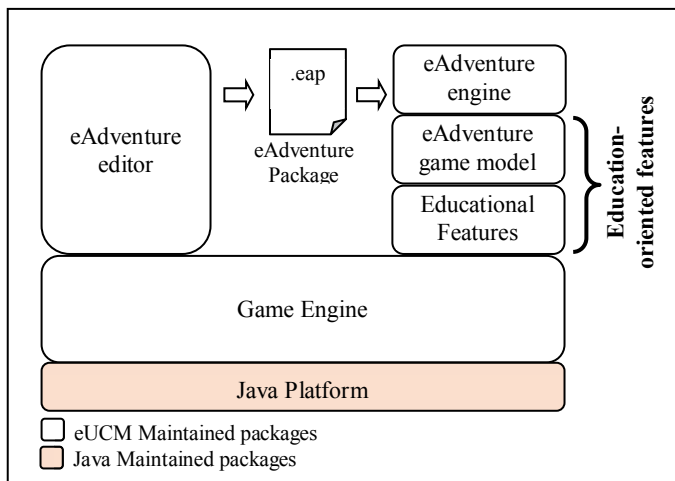 eAdventure
editor
.eap
eAdventure
Package
eAdventure
engine
eAdventure
game model
Educational
Features
Education-
oriented features
Game Engine
Java Platform
eUCM Maintained packages
Java Maintained packages